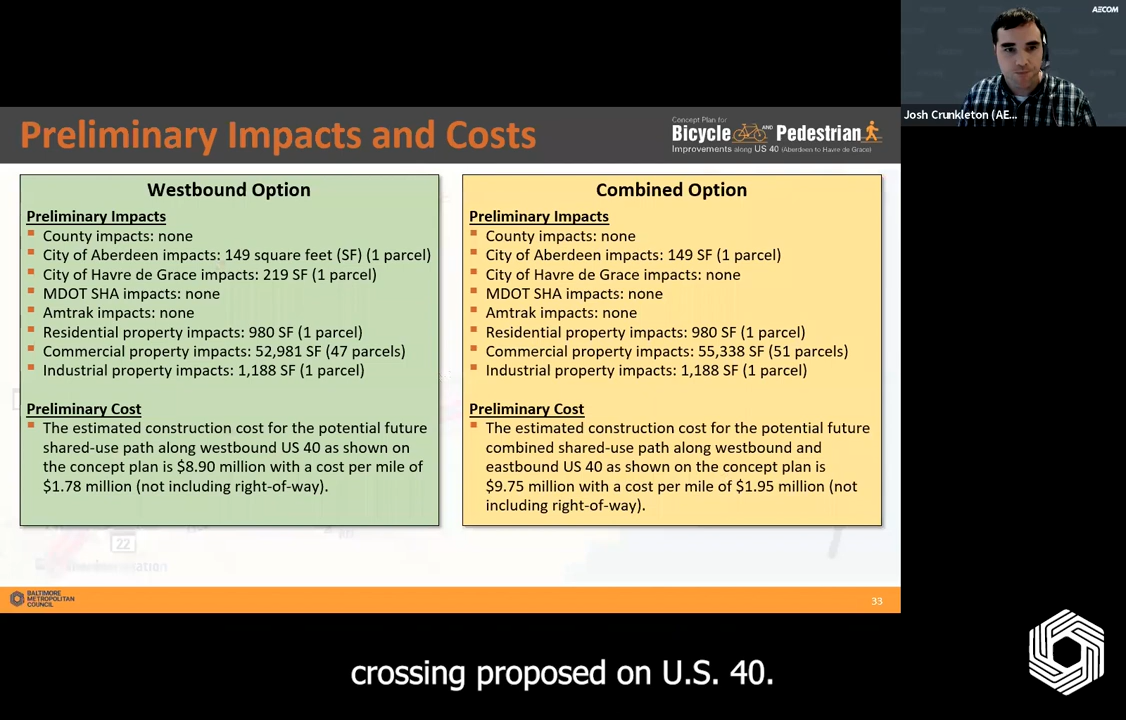 AECOM
Josh Crunkleton (AE...
Preliminary Impacts and Costs
Concept Plan for
Bicycle AND Pedestrian
Improvements along US 40 (Aberdeen to Havre de Grace)
Westbound Option
Preliminary Impacts
County impacts: none
City of Aberdeen impacts: 149 square feet (SF) (1 parcel)
City of Havre de Grace impacts: 219 SF (1 parcel)
MDOT SHA impacts: none
Amtrak impacts: none
Residential property impacts: 980 SF (1 parcel)
Commercial property impacts: 52,981 SF (47 parcels)
Industrial property impacts: 1,188 SF (1 parcel)
Preliminary Cost
The estimated construction cost for the potential future
shared-use path along westbound US 40 as shown on
the concept plan is $8.90 million with a cost per mile of
$1.78 million (not including right-of-way).
Combined Option
Preliminary Impacts
County impacts: none
City of Aberdeen impacts: 149 SF (1 parcel)
City of Havre de Grace impacts: none
MDOT SHA impacts: none
Amtrak impacts: none
Residential property impacts: 980 SF (1 parcel)
Commercial property impacts: 55,338 SF (51 parcels)
Industrial property impacts: 1,188 SF (1 parcel)
Preliminary Cost
The estimated construction cost for the potential future
combined shared-use path along westbound and
eastbound US 40 as shown on the concept plan is
$9.75 million with a cost per mile of $1.95 million (not
including right-of-way).
22
BALTIMORE
METROPOLITAN
COUNCIL
33
crossing proposed on U.S. 40.